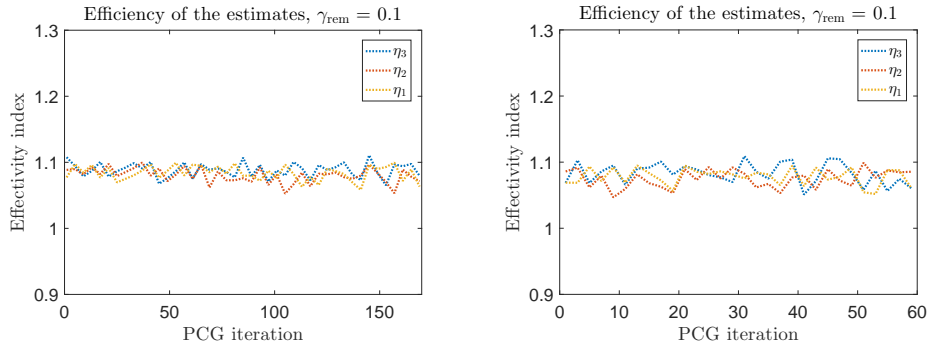 Efficiency of the estimates, γrem = 0.1
1.3
1.2
1.1
1
0.9
Effectivity index
η3
η2
η1
0 50 100 150
PCG iteration
Efficiency of the estimates, γrem = 0.1
1.3
1.2
1.1
1
0.9
Effectivity index
η3
η2
η1
0 10 20 30 40 50 60
PCG iteration